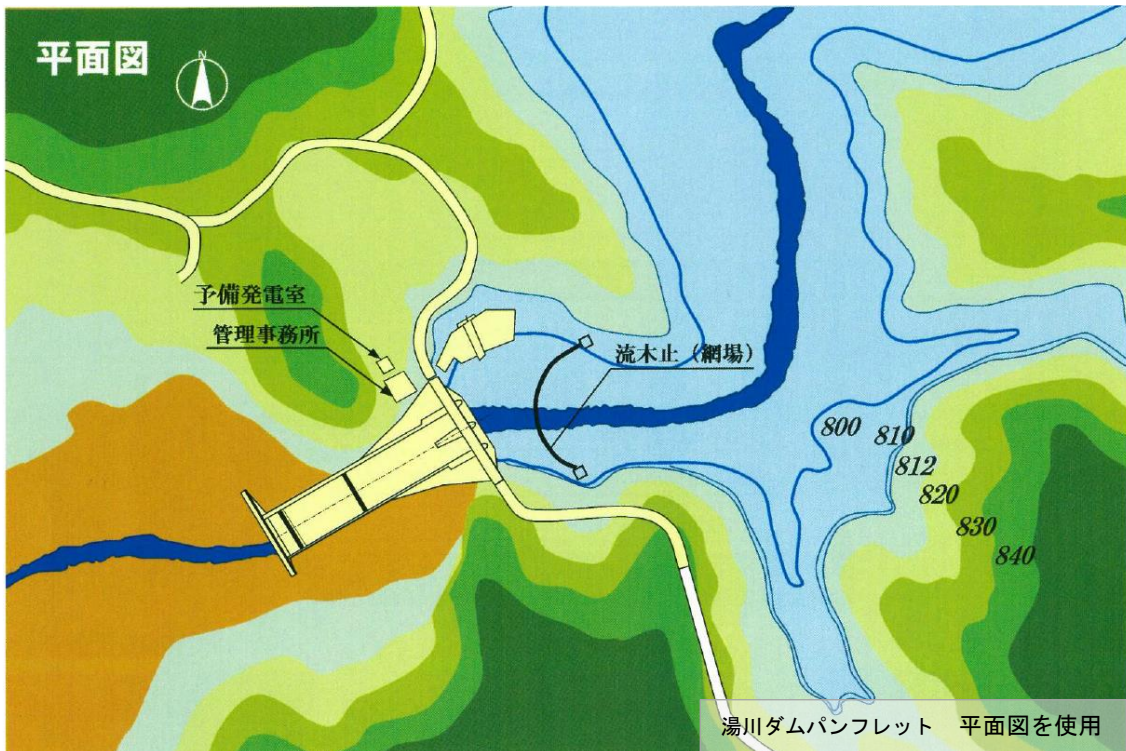 平面図
N
予備発電室
管理事務所
流木止（網場）
800
810
812
820
830
840
湯川ダムパンフレット　平面図を使用